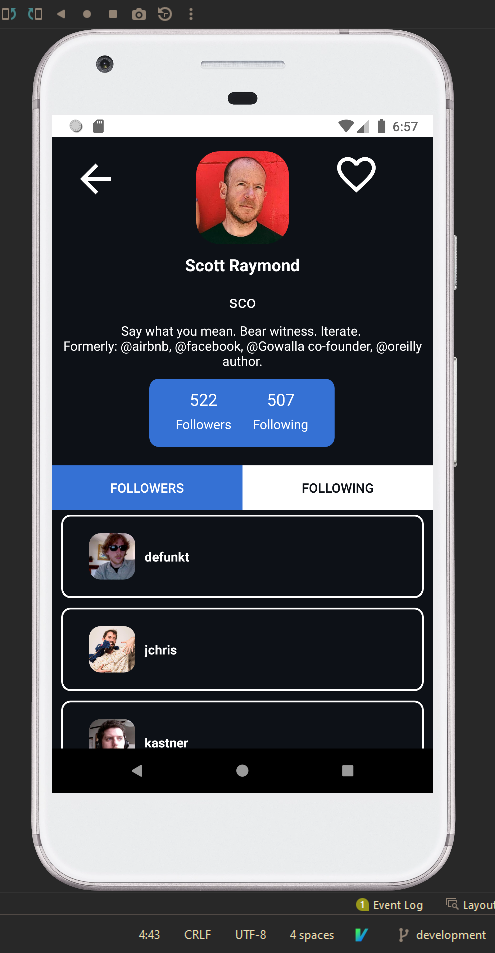 6:57
Scott Raymond
sco
Say what you mean. Bear witness. Iterate.
Formerly: @airbnb, @facebook, @Gowalla co-founder, @oreilly
author.
522 507
Followers Following
FOLLOWERS FOLLOWING
defunkt
jchris
kastner
1 Event Log Layou
4:43 CRLF UTF-8 4 spaces development